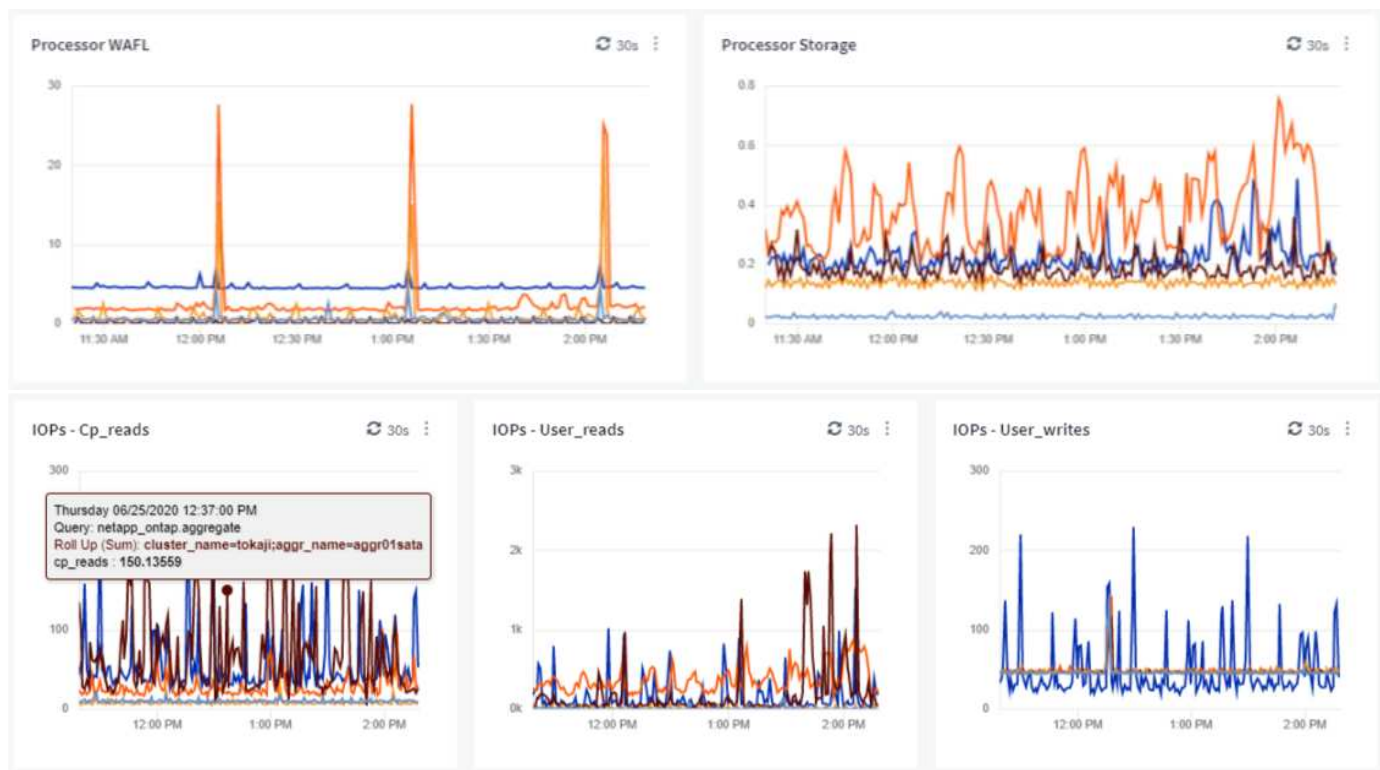 Processor WAFL
30s
30
20
10
0
11:30 AM 12:00 PM 12:30 PM 1:00 PM 1:30 PM 2:00 PM
Processor Storage
30s
0.8
0.6
0.4
0.2
0
11:30 AM 12:00 PM 12:30 PM 1:00 PM 1:30 PM 2:00 PM
IOPs - Cp_reads
30s
300
Thursday 06/25/2020 12:37:00 PM
Query: netapp_ontap.aggregate
Roll Up (Sum): cluster_name=tokaji;aggr_name=aggr01sata
cp_reads : 150.13559
100
0
12:00 PM 1:00 PM 2:00 PM
IOPs - User_reads
30s
3k
2k
1k
0k
12:00 PM 1:00 PM 2:00 PM
IOPs - User_writes
30s
300
200
100
0
12:00 PM 1:00 PM 2:00 PM